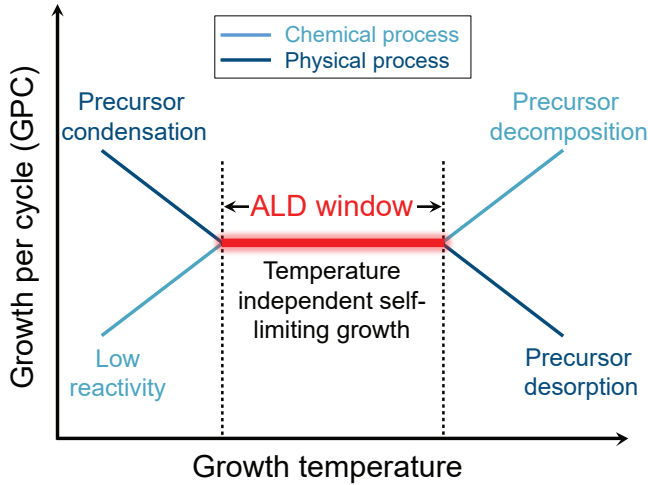 Chemical process
Physical process
Growth per cycle (GPC)
Precursor
condensation
Precursor
decomposition
ALD window
Temperature
independent self-
limiting growth
Low
reactivity
Precursor
desorption
Growth temperature